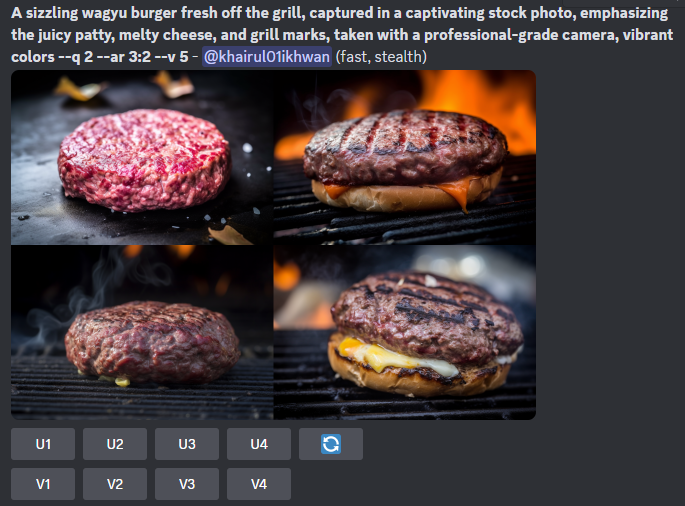 A sizzling wagyu burger fresh off the grill, captured in a captivating stock photo, emphasizing
the juicy patty, melty cheese, and grill marks, taken with a professional-grade camera, vibrant
colors --q 2 --ar 3:2 --v 5 - @khairul01ikhwan (fast, stealth)
U1 U2 U3 U4
V1 V2 V3 V4